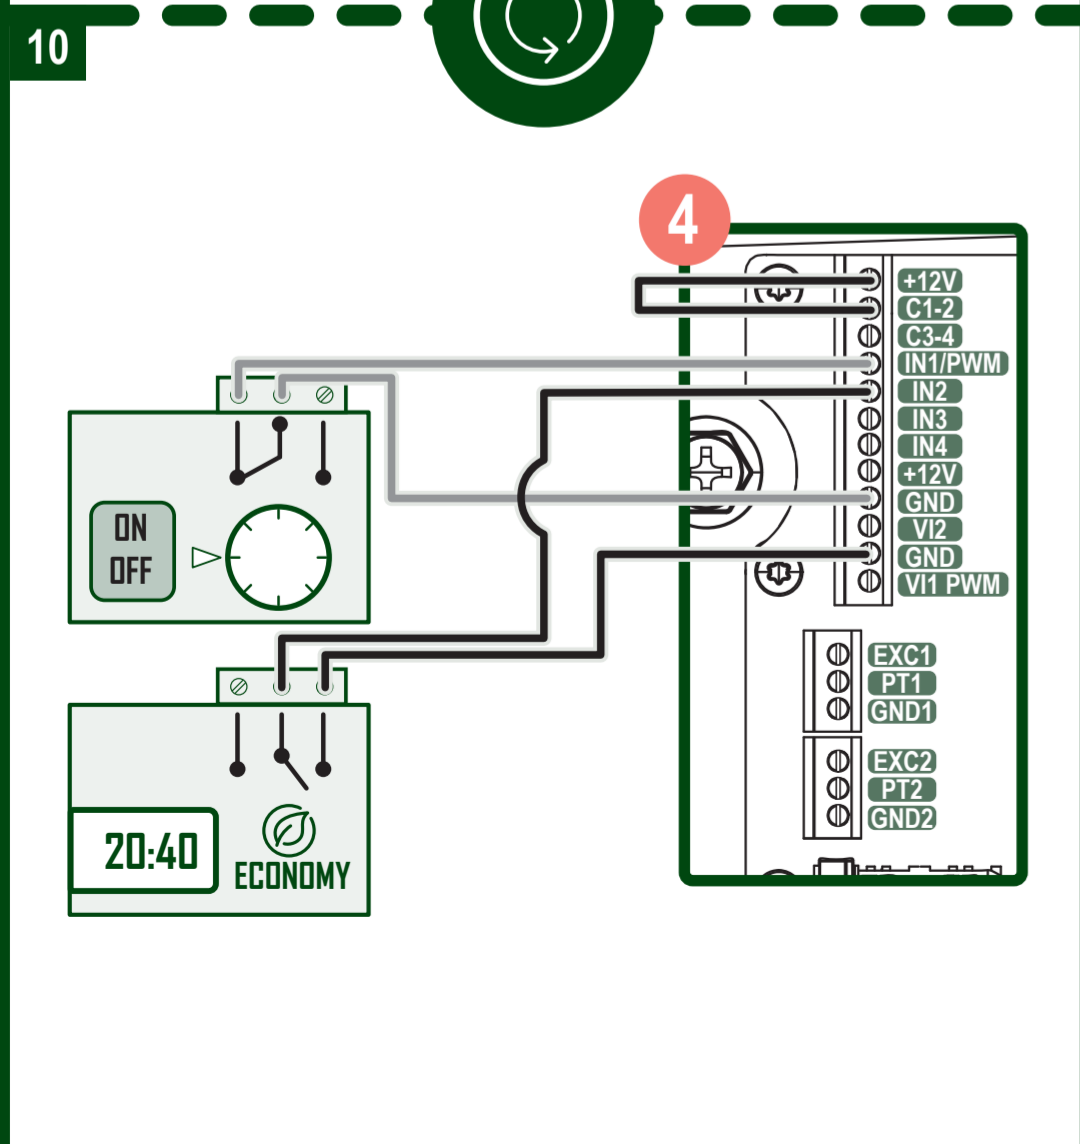 10
4
+12V
C1-2
C3-4
IN1/PWM
IN2
IN3
IN4
+12V
GND
VI2
GND
VI1 PWM
ON
OFF
EXC1
PT1
GND1
EXC2
PT2
GND2
20:40
ECONOMY